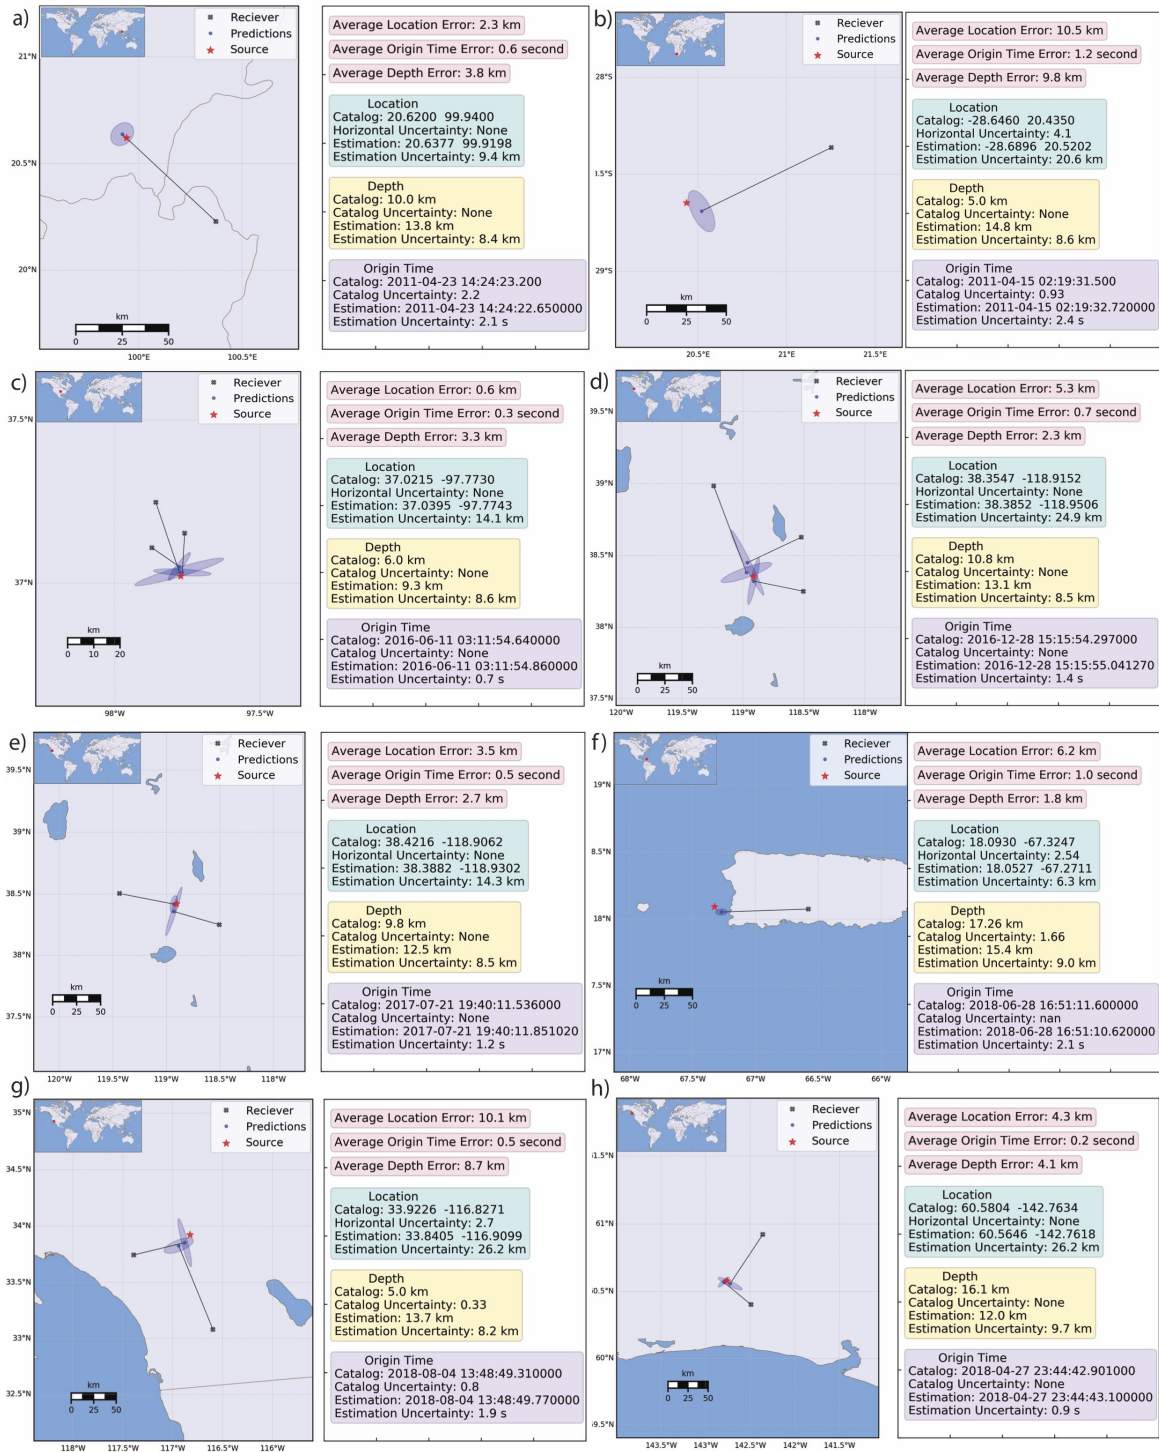 a)
Reciever
Predictions
Source
21°N
20.5°N
20°N
km
0 25 50
100°E 100.5°E
Average Location Error: 2.3 km
Average Origin Time Error: 0.6 second
Average Depth Error: 3.8 km
Location
Catalog: 20.6200 99.9400
Horizontal Uncertainty: None
Estimation: 20.6377 99.9198
Estimation Uncertainty: 9.4 km
Depth
Catalog: 10.0 km
Catalog Uncertainty: None
Estimation: 13.8 km
Estimation Uncertainty: 8.4 km
Origin Time
Catalog: 2011-04-23 14:24:23.200
Catalog Uncertainty: 2.2
Estimation: 2011-04-23 14:24:22.650000
Estimation Uncertainty: 2.1 s
b)
Reciever
Predictions
Source
28°S
8.5°S
29°S
km
0 25 50
20.5°E 21°E 21.5°E
Average Location Error: 10.5 km
Average Origin Time Error: 1.2 second
Average Depth Error: 9.8 km
Location
Catalog: -28.6460 20.4350
Horizontal Uncertainty: 4.1
Estimation: -28.6896 20.5202
Estimation Uncertainty: 20.6 km
Depth
Catalog: 5.0 km
Catalog Uncertainty: None
Estimation: 14.8 km
Estimation Uncertainty: 8.6 km
Origin Time
Catalog: 2011-04-15 02:19:31.500
Catalog Uncertainty: 0.93
Estimation: 2011-04-15 02:19:32.720000
Estimation Uncertainty: 2.4 s
c)
Reciever
Predictions
Source
37.5°N
37°N
km
0 10 20
98°W 97.5°W
Average Location Error: 0.6 km
Average Origin Time Error: 0.3 second
Average Depth Error: 3.3 km
Location
Catalog: 37.0215 -97.7730
Horizontal Uncertainty: None
Estimation: 37.0395 -97.7743
Estimation Uncertainty: 14.1 km
Depth
Catalog: 6.0 km
Catalog Uncertainty: None
Estimation: 9.3 km
Estimation Uncertainty: 8.6 km
Origin Time
Catalog: 2016-06-11 03:11:54.640000
Catalog Uncertainty: None
Estimation: 2016-06-11 03:11:54.860000
Estimation Uncertainty: 0.7 s
d)
Reciever
Predictions
Source
39.5°N
39°N
38.5°N
38°N
37.5°N
km
0 25 50
120°W 119.5°W 119°W 118.5°W 118°W
Average Location Error: 5.3 km
Average Origin Time Error: 0.7 second
Average Depth Error: 2.3 km
Location
Catalog: 38.3547 -118.9152
Horizontal Uncertainty: None
Estimation: 38.3852 -118.9506
Estimation Uncertainty: 24.9 km
Depth
Catalog: 10.8 km
Catalog Uncertainty: None
Estimation: 13.1 km
Estimation Uncertainty: 8.5 km
Origin Time
Catalog: 2016-12-28 15:15:54.297000
Catalog Uncertainty: None
Estimation: 2016-12-28 15:15:55.041270
Estimation Uncertainty: 1.4 s
e)
Reciever
Predictions
Source
39.5°N
39°N
38.5°N
38°N
37.5°N
km
0 25 50
120°W 119.5°W 119°W 118.5°W 118°W
Average Location Error: 3.5 km
Average Origin Time Error: 0.5 second
Average Depth Error: 2.7 km
Location
Catalog: 38.4216 -118.9062
Horizontal Uncertainty: None
Estimation: 38.3882 -118.9302
Estimation Uncertainty: 14.3 km
Depth
Catalog: 9.8 km
Catalog Uncertainty: None
Estimation: 12.5 km
Estimation Uncertainty: 8.5 km
Origin Time
Catalog: 2017-07-21 19:40:11.536000
Catalog Uncertainty: None
Estimation: 2017-07-21 19:40:11.851020
Estimation Uncertainty: 1.2 s
f)
Reciever
Predictions
Source
19°N
8.5°N
18°N
7.5°N
17°N
km
0 25 50
68°W 67.5°W 67°W 66.5°W 66°W
Average Location Error: 6.2 km
Average Origin Time Error: 1.0 second
Average Depth Error: 1.8 km
Location
Catalog: 18.0930 -67.3247
Horizontal Uncertainty: 2.54
Estimation: 18.0527 -67.2711
Estimation Uncertainty: 6.3 km
Depth
Catalog: 17.26 km
Catalog Uncertainty: 1.66
Estimation: 15.4 km
Estimation Uncertainty: 9.0 km
Origin Time
Catalog: 2018-06-28 16:51:11.600000
Catalog Uncertainty: nan
Estimation: 2018-06-28 16:51:10.620000
Estimation Uncertainty: 2.1 s
g)
Reciever
Predictions
Source
35°N
34.5°N
34°N
33.5°N
33°N
32.5°N
km
0 25 50
118°W 117.5°W 117°W 116.5°W 116°W
Average Location Error: 10.1 km
Average Origin Time Error: 0.5 second
Average Depth Error: 8.7 km
Location
Catalog: 33.9226 -116.8271
Horizontal Uncertainty: 2.7
Estimation: 33.8405 -116.9099
Estimation Uncertainty: 26.2 km
Depth
Catalog: 5.0 km
Catalog Uncertainty: 0.33
Estimation: 13.7 km
Estimation Uncertainty: 8.2 km
Origin Time
Catalog: 2018-08-04 13:48:49.310000
Catalog Uncertainty: 0.8
Estimation: 2018-08-04 13:48:49.770000
Estimation Uncertainty: 1.9 s
h)
Reciever
Predictions
Source
51.5°N
61°N
50.5°N
60°N
59.5°N
km
0 25 50
143.5°W 143°W 142.5°W 142°W 141.5°W
Average Location Error: 4.3 km
Average Origin Time Error: 0.2 second
Average Depth Error: 4.1 km
Location
Catalog: 60.5804 -142.7634
Horizontal Uncertainty: None
Estimation: 60.5646 -142.7618
Estimation Uncertainty: 26.2 km
Depth
Catalog: 16.1 km
Catalog Uncertainty: None
Estimation: 12.0 km
Estimation Uncertainty: 9.7 km
Origin Time
Catalog: 2018-04-27 23:44:42.901000
Catalog Uncertainty: None
Estimation: 2018-04-27 23:44:43.100000
Estimation Uncertainty: 0.9 s